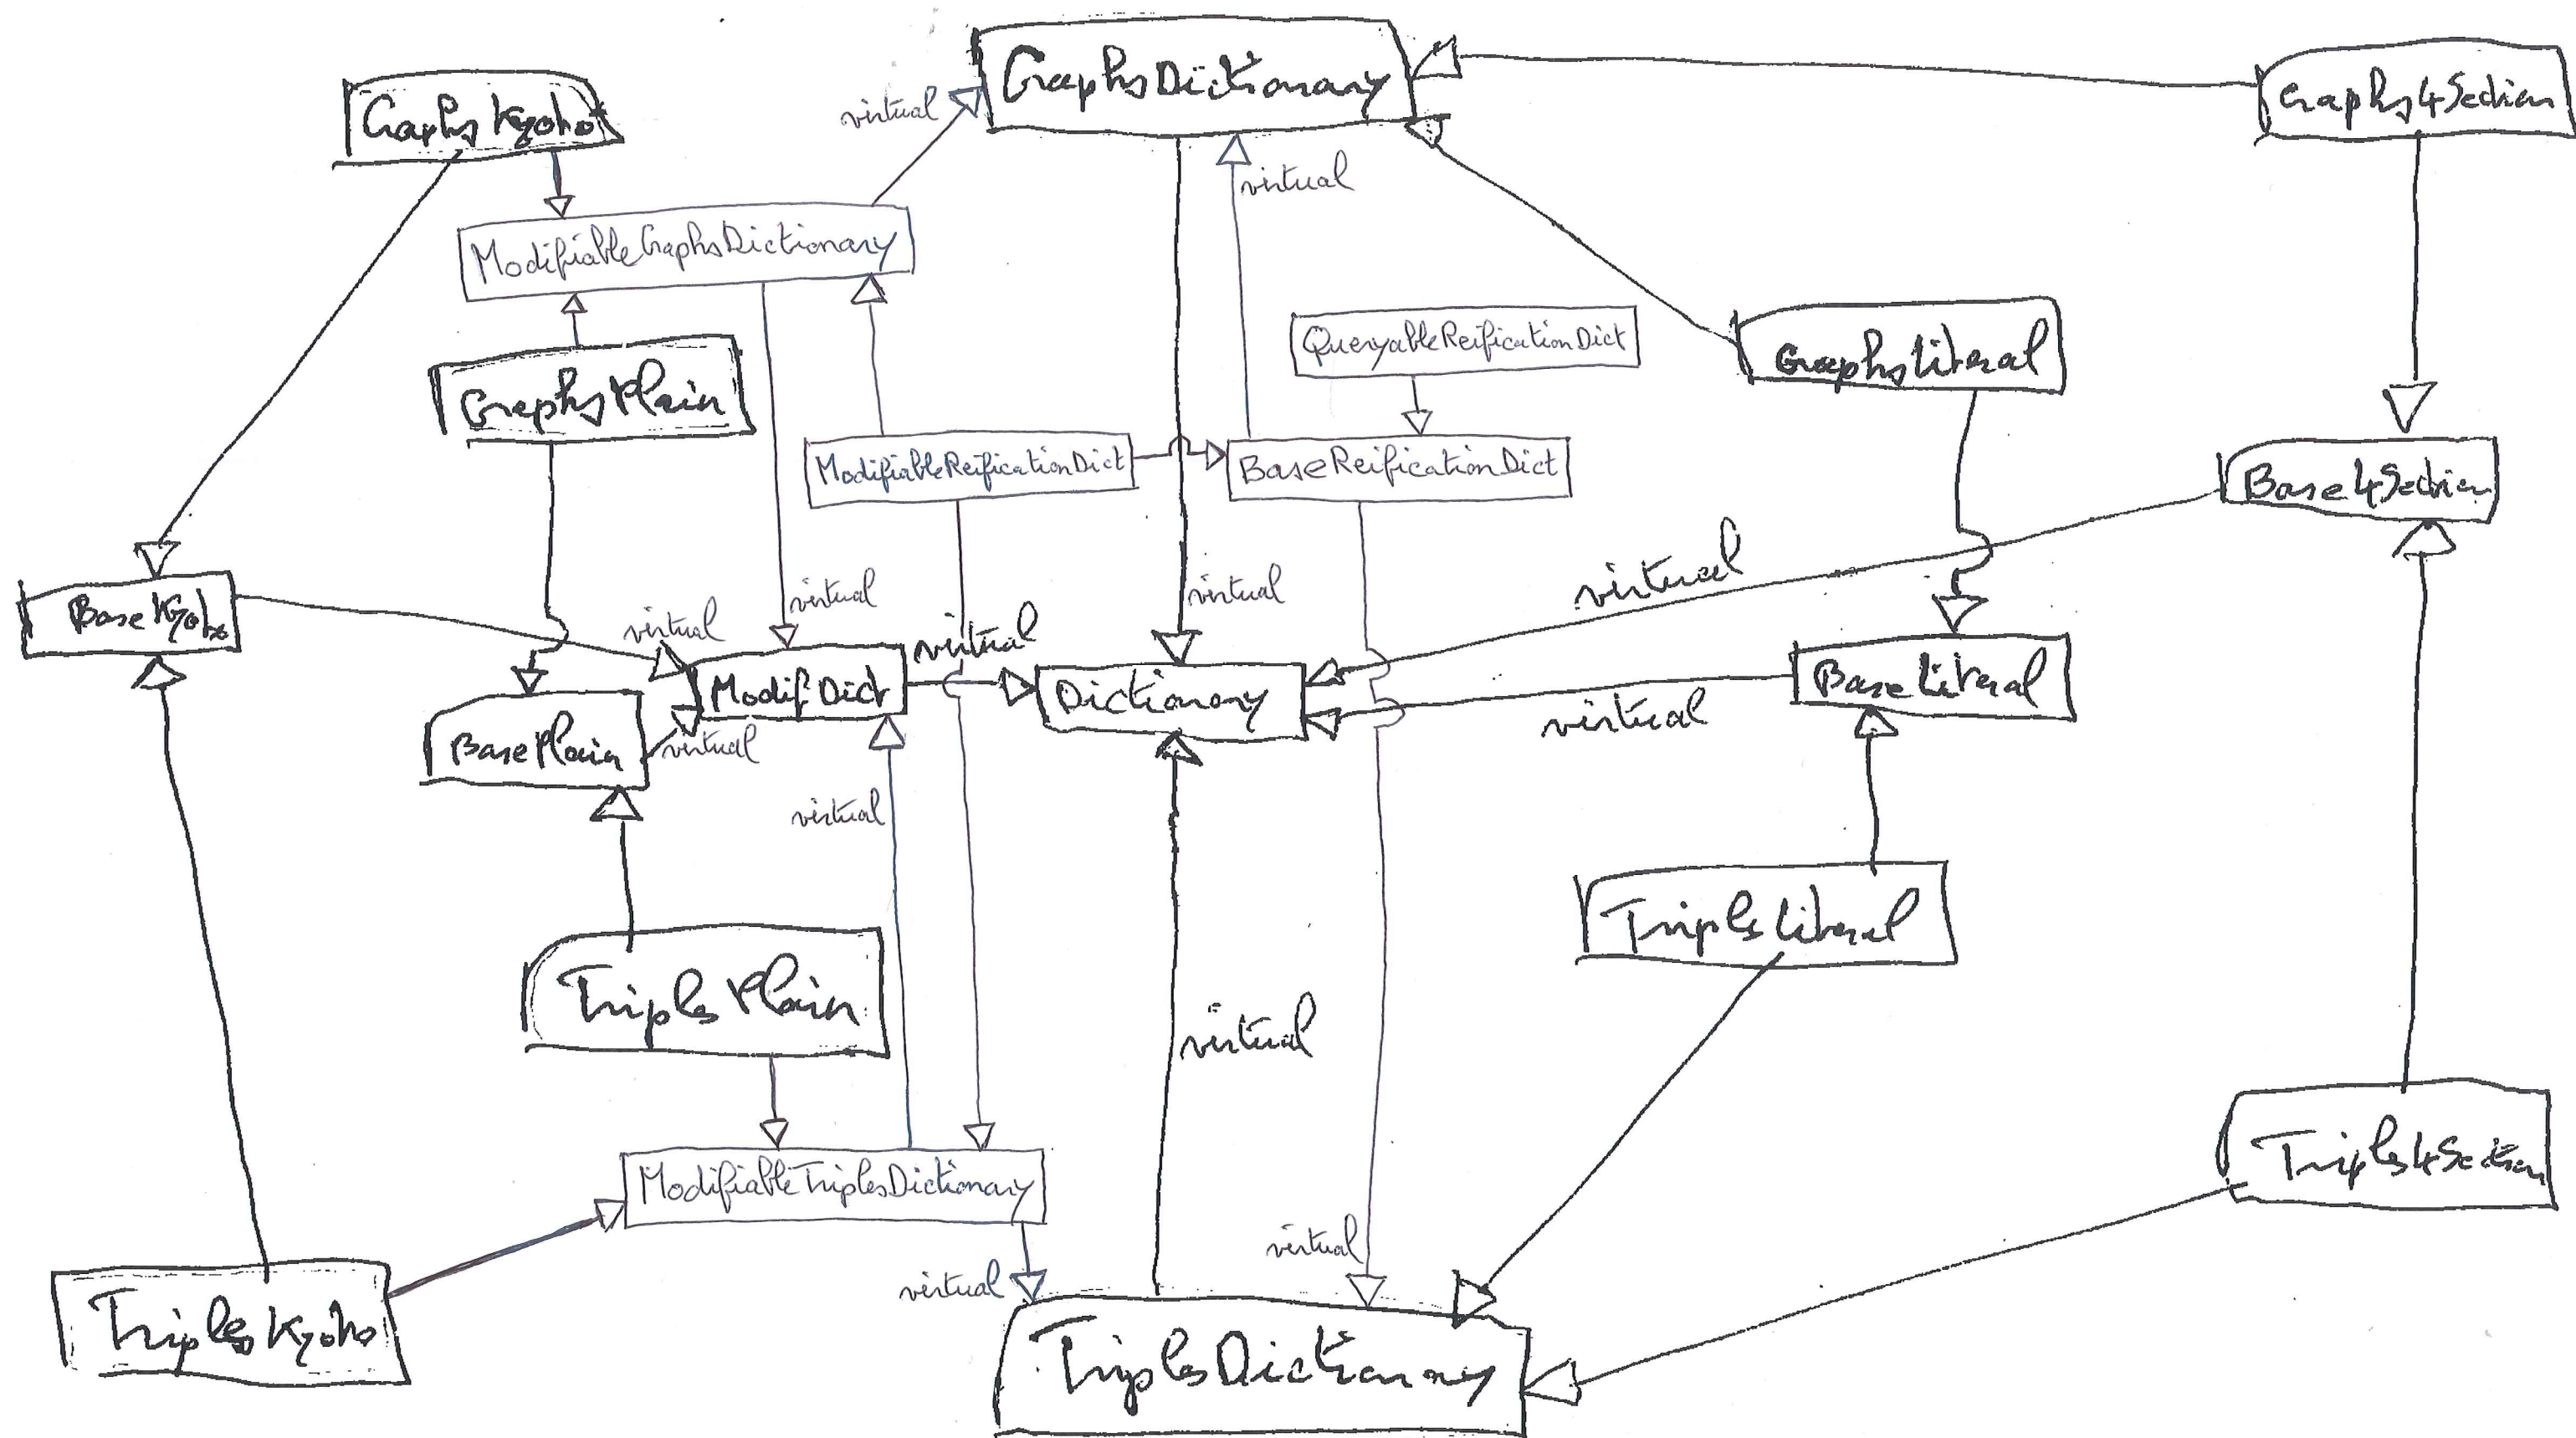 GraphsDictionary
Graphs4Section
GraphsKyoto
virtual
virtual
ModifiableGraphsDictionary
QueryableReificationDict
GraphsLiteral
GraphsPlain
ModifiableReificationDict
BaseReificationDict
Base4Section
virtual
virtual
virtual
BaseKyoto
virtual
virtual
ModifDict
Dictionary
BaseLiteral
virtual
BasePlain
virtual
virtual
TriplesLiteral
TriplesPlain
virtual
Triples4Section
ModifiableTriplesDictionary
virtual
virtual
TriplesKyoto
TriplesDictionary